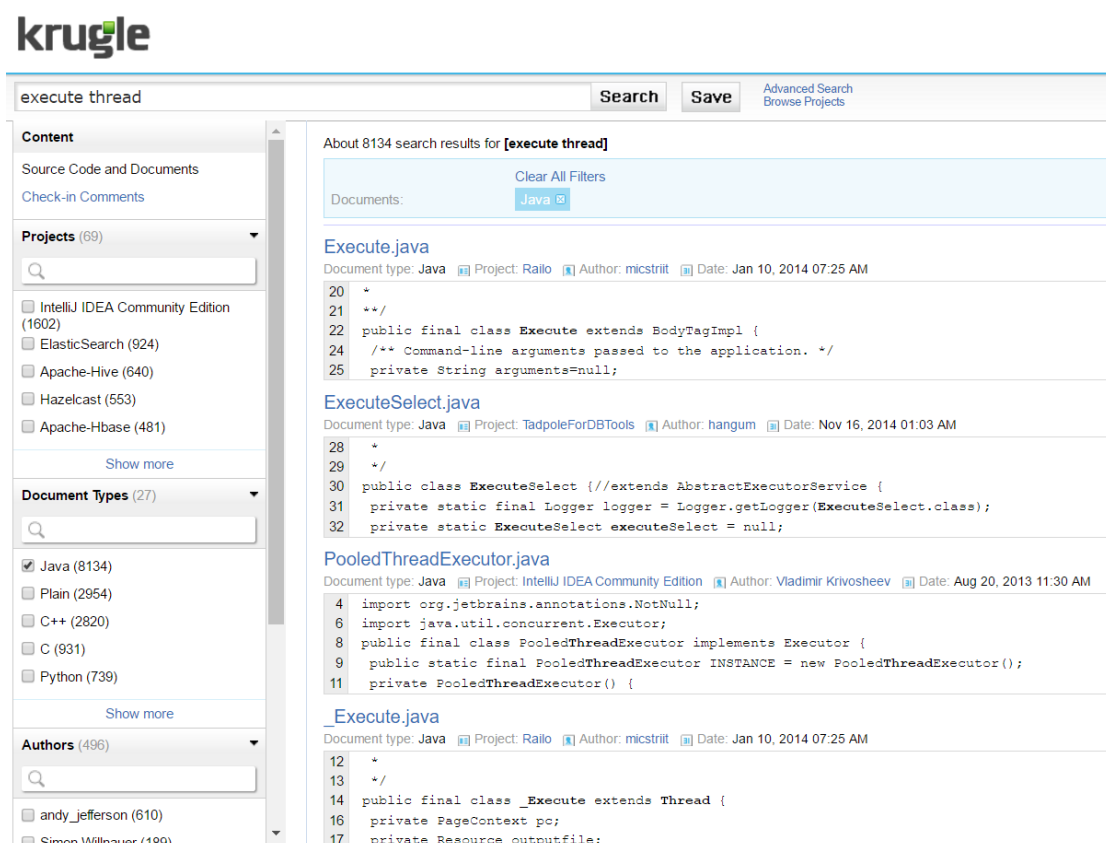 krugle
execute thread
Search
Save
Advanced Search
Browse Projects
Content
Source Code and Documents
Check-in Comments
Projects (69)
IntelliJ IDEA Community Edition
(1602)
ElasticSearch (924)
Apache-Hive (640)
Hazelcast (553)
Apache-Hbase (481)
Show more
Document Types (27)
Java (8134)
Plain (2954)
C++ (2820)
C (931)
Python (739)
Show more
Authors (496)
andy_jefferson (610)
Simon Willnauer (189)
About 8134 search results for [execute thread]
Clear All Filters
Documents: Java
Execute.java
Document type: Java Project: Railo Author: micstriit Date: Jan 10, 2014 07:25 AM
20 *
21 **/
22 public final class Execute extends BodyTagImpl {
24 /** Command-line arguments passed to the application. */
25 private String arguments=null;
ExecuteSelect.java
Document type: Java Project: TadpoleForDBTools Author: hangum Date: Nov 16, 2014 01:03 AM
28 *
29 */
30 public class ExecuteSelect {//extends AbstractExecutorService {
31 private static final Logger logger = Logger.getLogger(ExecuteSelect.class);
32 private static ExecuteSelect executeSelect = null;
PooledThreadExecutor.java
Document type: Java Project: IntelliJ IDEA Community Edition Author: Vladimir Krivosheev Date: Aug 20, 2013 11:30 AM
4 import org.jetbrains.annotations.NotNull;
6 import java.util.concurrent.Executor;
8 public final class PooledThreadExecutor implements Executor {
9 public static final PooledThreadExecutor INSTANCE = new PooledThreadExecutor();
11 private PooledThreadExecutor() {
_Execute.java
Document type: Java Project: Railo Author: micstriit Date: Jan 10, 2014 07:25 AM
12 *
13 */
14 public final class _Execute extends Thread {
16 private PageContext pc;
17 private Resource outputfile;